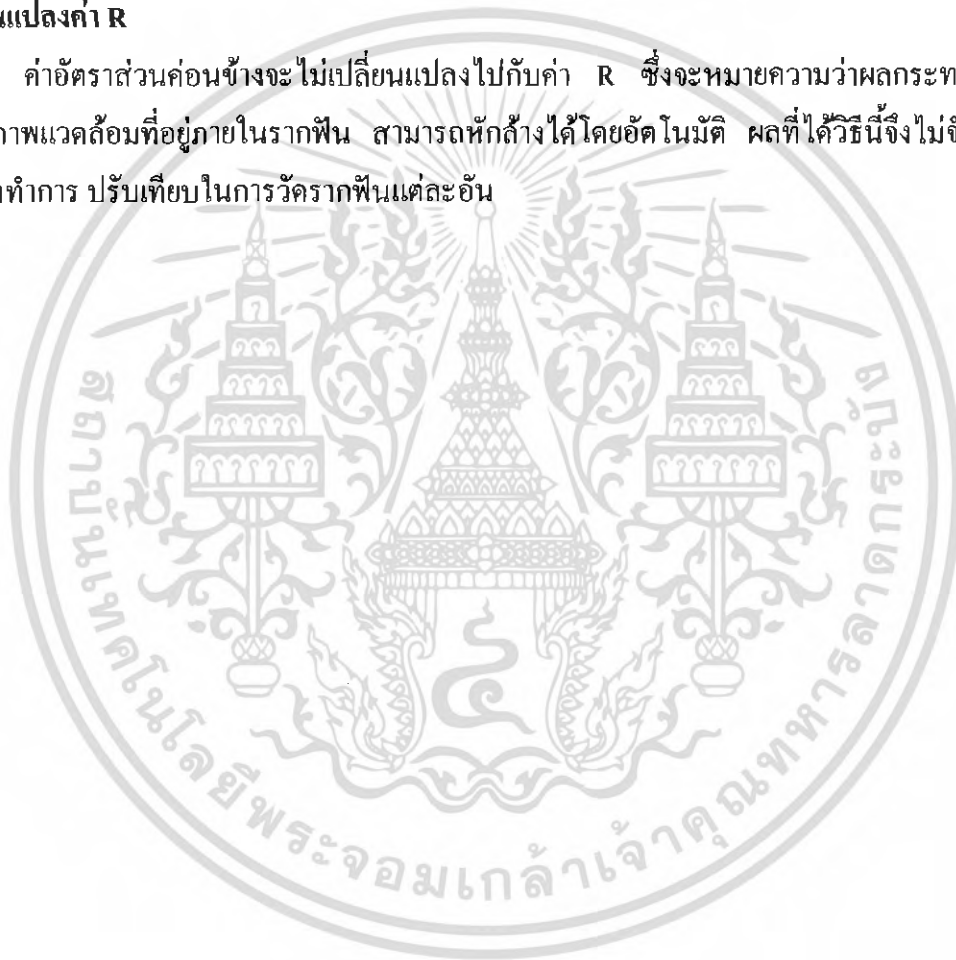 นแปลงค่า R
ค่าอัตราส่วนค่อนข้างจะไม่เปลี่ยนแปลงไปกับค่า R ซึ่งจะหมายความว่าผลกระท
ภาพแวดล้อมที่อยู่ภายในรากฟัน สามารถหักล้างได้โดยอัตโนมัติ ผลที่ได้วิธีนี้จึงไม่จ
ทำการ ปรับเทียบในการวัดรากฟันแต่ละอัน
สถาบันเทคโนโลยีพระจอมเกล้าเจ้าคุณทหารลาดกระบัง